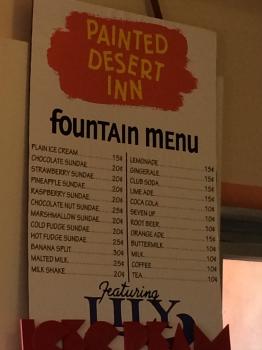 PAINTED
DESERT
INN
fountain menu
PLAIN ICE CREAM 15¢
CHOCOLATE SUNDAE 20¢
STRAWBERRY SUNDAE 20¢
PINEAPPLE SUNDAE 20¢
RASPBERRY SUNDAE 20¢
CHOCOLATE NUT SUNDAE 25¢
MARSHMALLOW SUNDAE 20¢
COLD FUDGE SUNDAE 20¢
HOT FUDGE SUNDAE 25¢
BANANA SPLIT 30¢
MALTED MILK 25¢
MILK SHAKE 20¢
LEMONADE 15¢
GINGERALE 15¢
CLUB SODA 15¢
LIME ADE 15¢
COCA COLA 10¢
SEVEN UP 10¢
ROOT BEER 10¢
ORANGE ADE 15¢
BUTTERMILK 10¢
MILK 10¢
COFFEE 10¢
TEA 10¢
Featuring
LILY
ICE CREAM